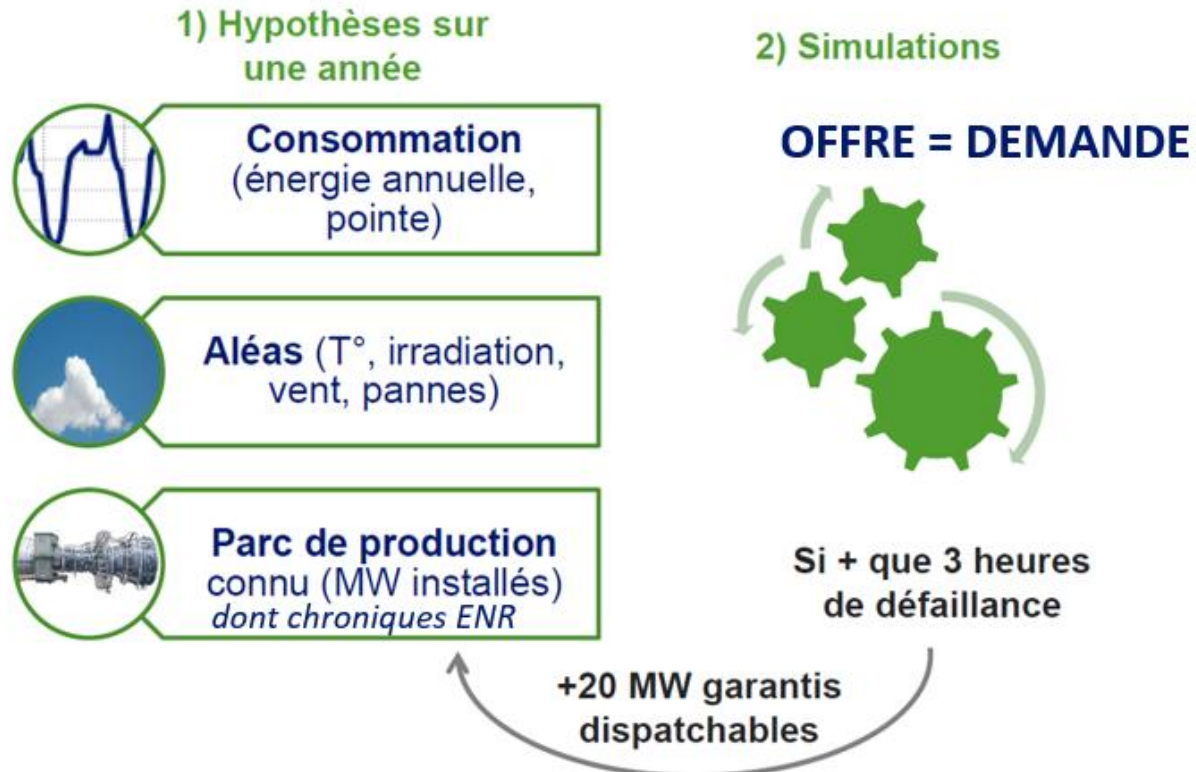 1) Hypothèses sur
une année
Consommation
(énergie annuelle,
pointe)
Aléas (T°, irradiation,
vent, pannes)
Parc de production
connu (MW installés)
dont chroniques ENR
2) Simulations
OFFRE = DEMANDE
Si + que 3 heures
de défaillance
+20 MW garantis
dispatchables